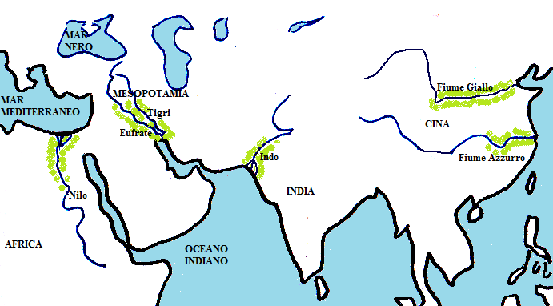 MAR
NERO
MAR
MEDITERRANEO
MESOPOTAMIA
Tigri
Eufrate
Nilo
AFRICA
Indo
INDIA
OCEANO
INDIANO
Fiume Giallo
CINA
Fiume Azzurro